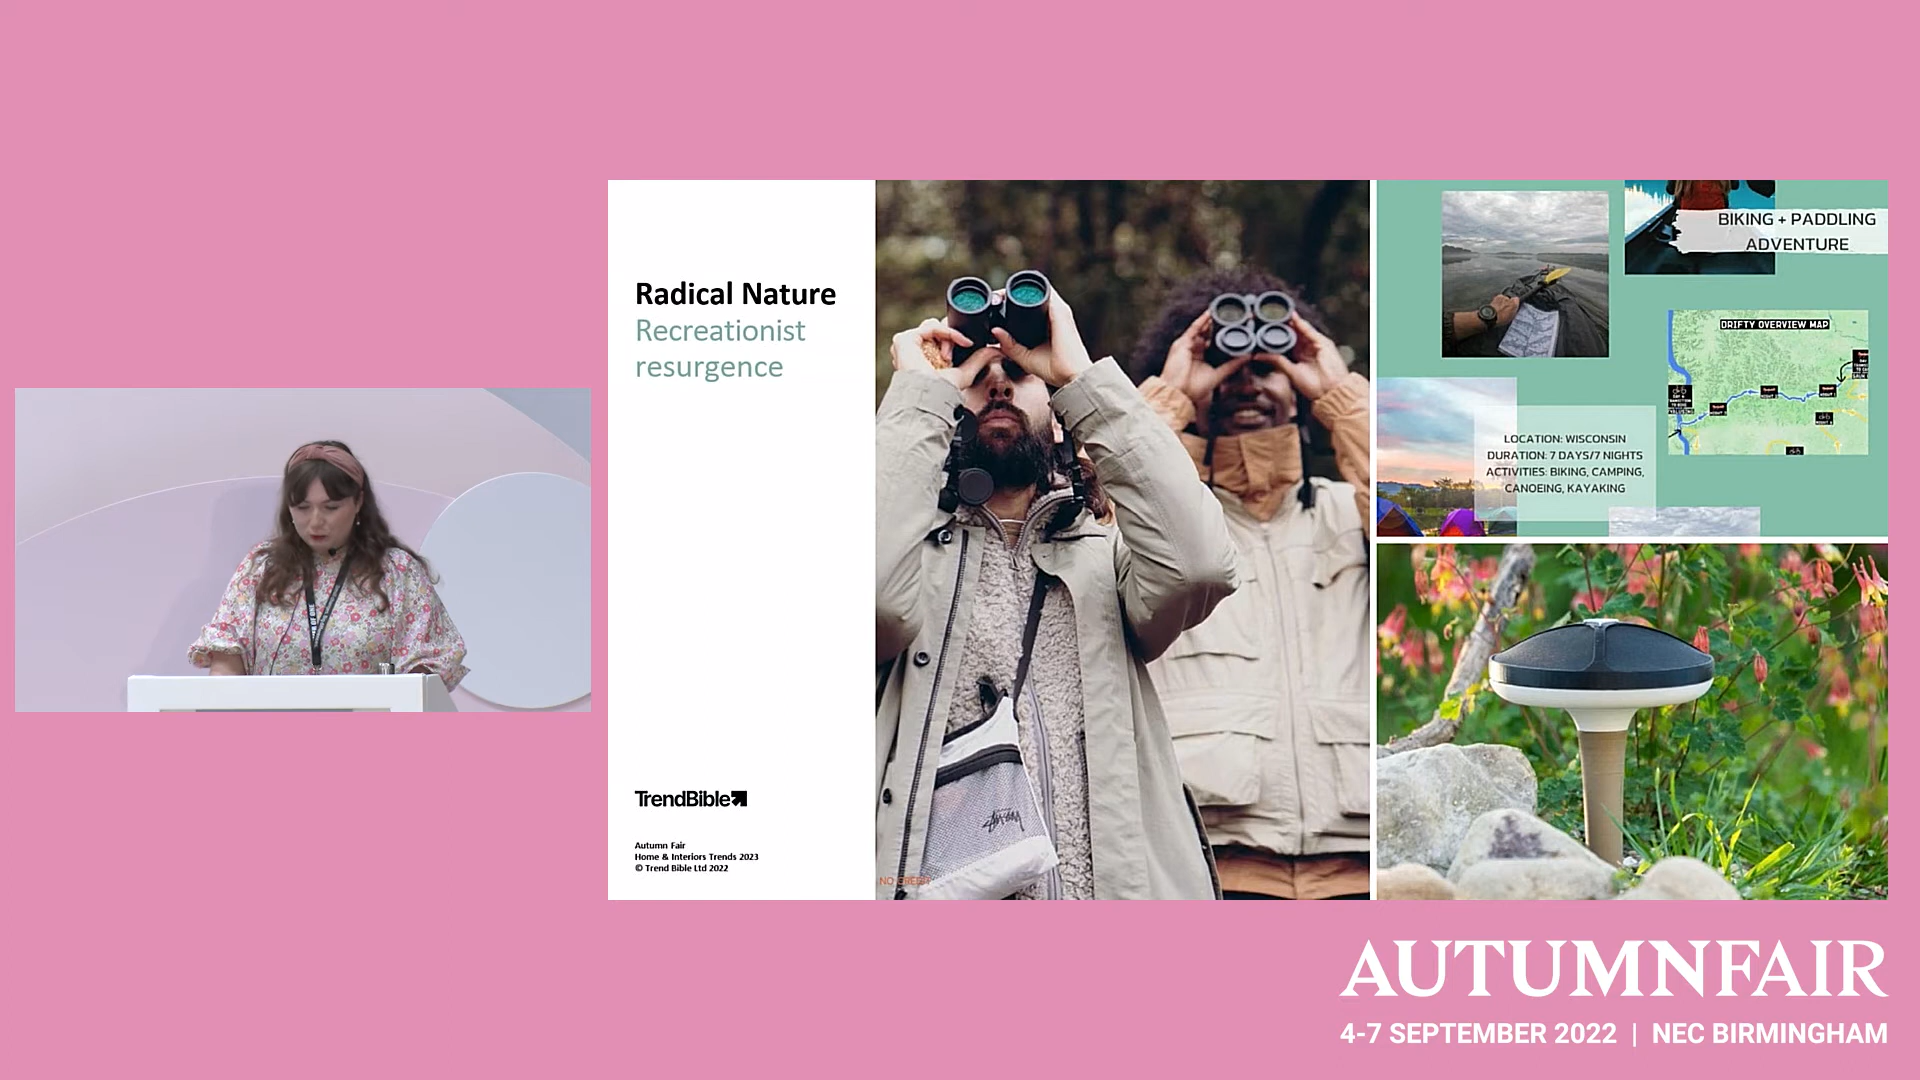 Radical Nature
Recreationist
resurgence
TrendBible
Autumn Fair
Home & Interiors Trends 2023
© Trend Bible Ltd 2022
BIKING + PADDLING
ADVENTURE
DRIFTY OVERVIEW MAP
LOCATION: WISCONSIN
DURATION: 7 DAYS/7 NIGHTS
ACTIVITIES: BIKING, CAMPING,
CANOEING, KAYAKING
NO GREEN
AUTUMNFAIR
4-7 SEPTEMBER 2022 | NEC BIRMINGHAM